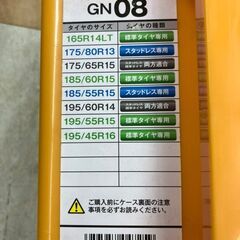 GN08
タイヤのサイズ タイヤの種類
165R14LT 標準タイヤ専用
175/80R13 スタッドレス専用
175/65R15 両方適合
185/60R15 標準タイヤ専用
185/55R15 スタッドレス専用
195/60R14 両方適合
195/55R15 標準タイヤ専用
195/45R16 標準タイヤ専用
ご購入前にケース裏面の注意
事項を必ずお読みください。